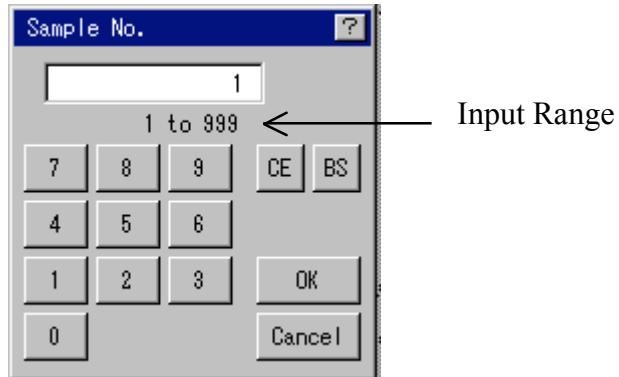 Sample No. ?
1
1 to 999 Input Range
7 8 9 CE BS
4 5 6
1 2 3 OK
0 Cancel